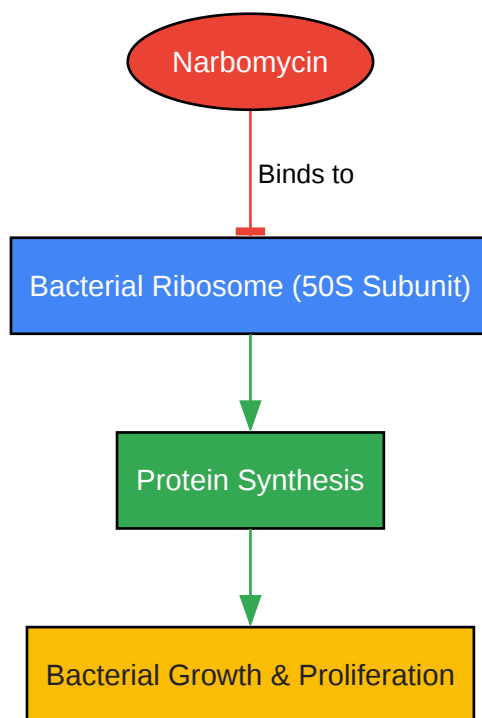 Narbomycin
Binds to
Bacterial Ribosome (50S Subunit)
Protein Synthesis
Bacterial Growth & Proliferation